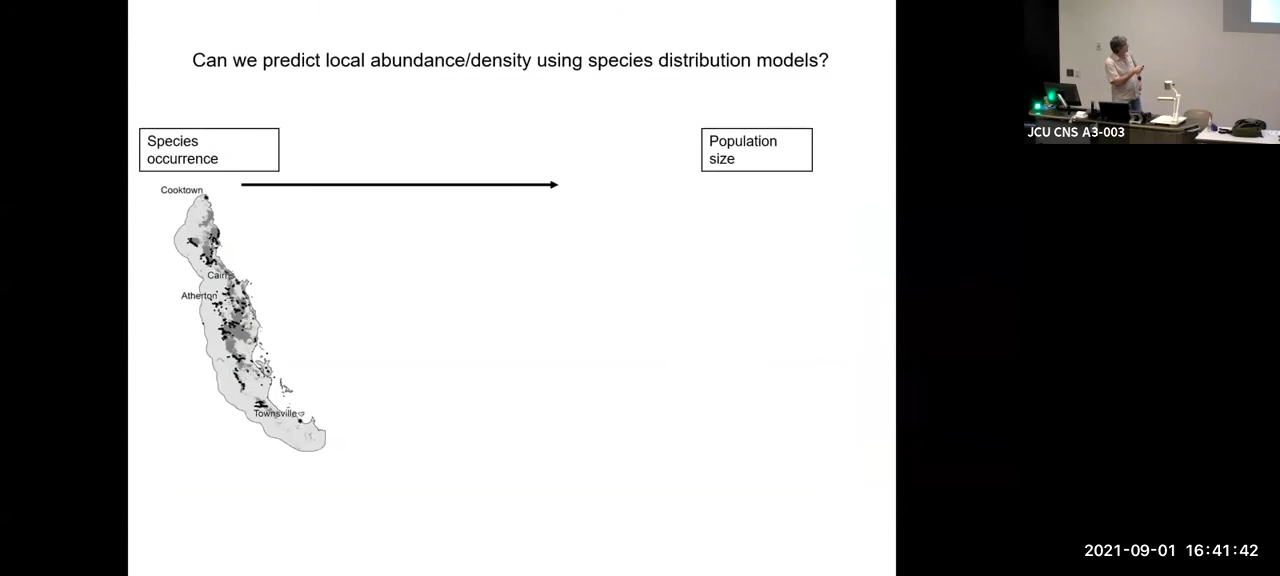 Can we predict local abundance/density using species distribution models?
Species
occurrence
Population
size
Cooktown
Cairns
Atherton
Townsville
JCU CNS A3-003
2021-09-01 16:41:42